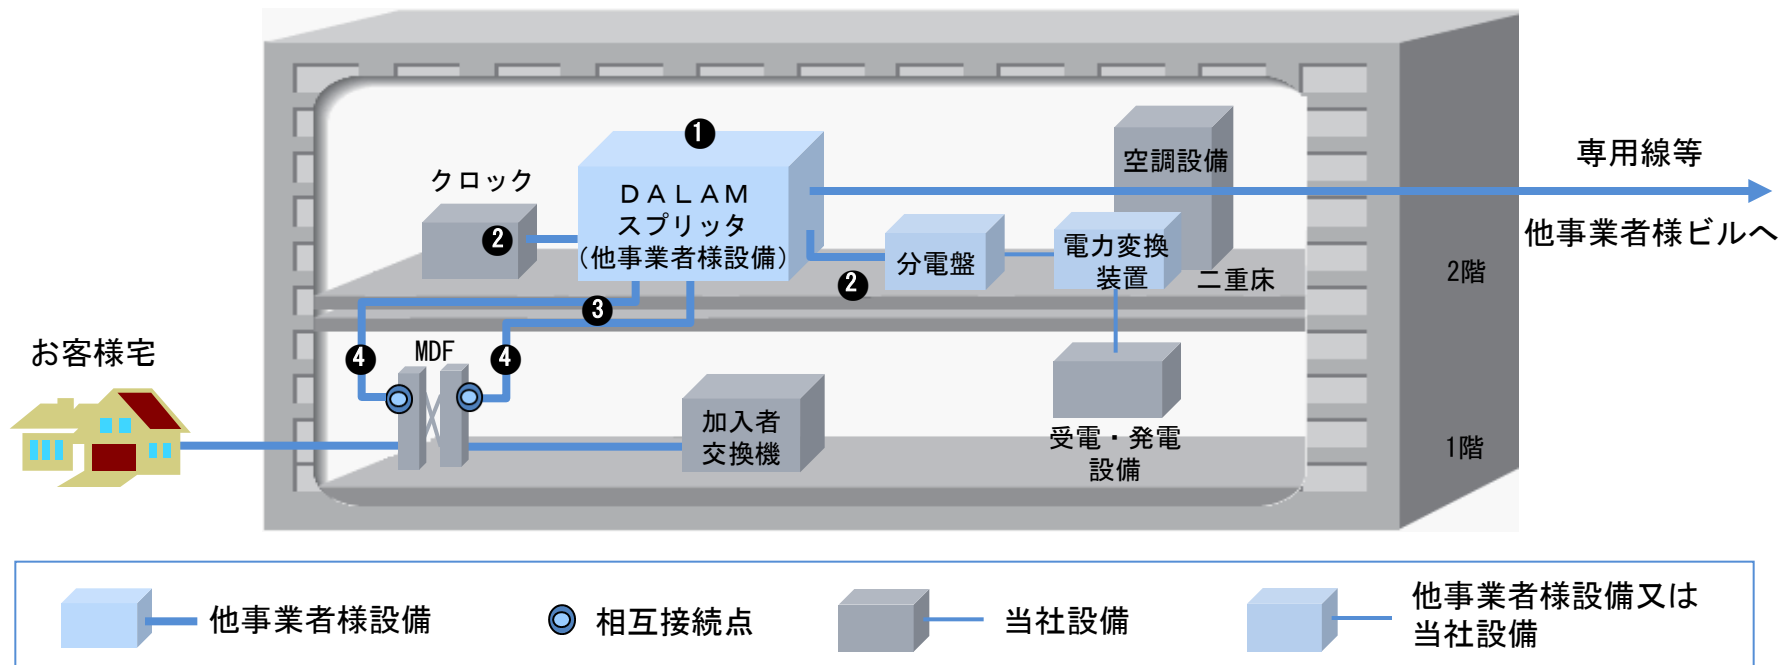 ❶
空調設備
専用線等
クロック
ＤＡＬＡＭ
スプリッタ
(他事業者様設備)
❷
分電盤
電力変換
装置
他事業者様ビルへ
❷
二重床
2階
❸
お客様宅
❹
MDF
❹
加入者
交換機
受電・発電
設備
1階
他事業者様設備
相互接続点
当社設備
他事業者様設備又は
当社設備